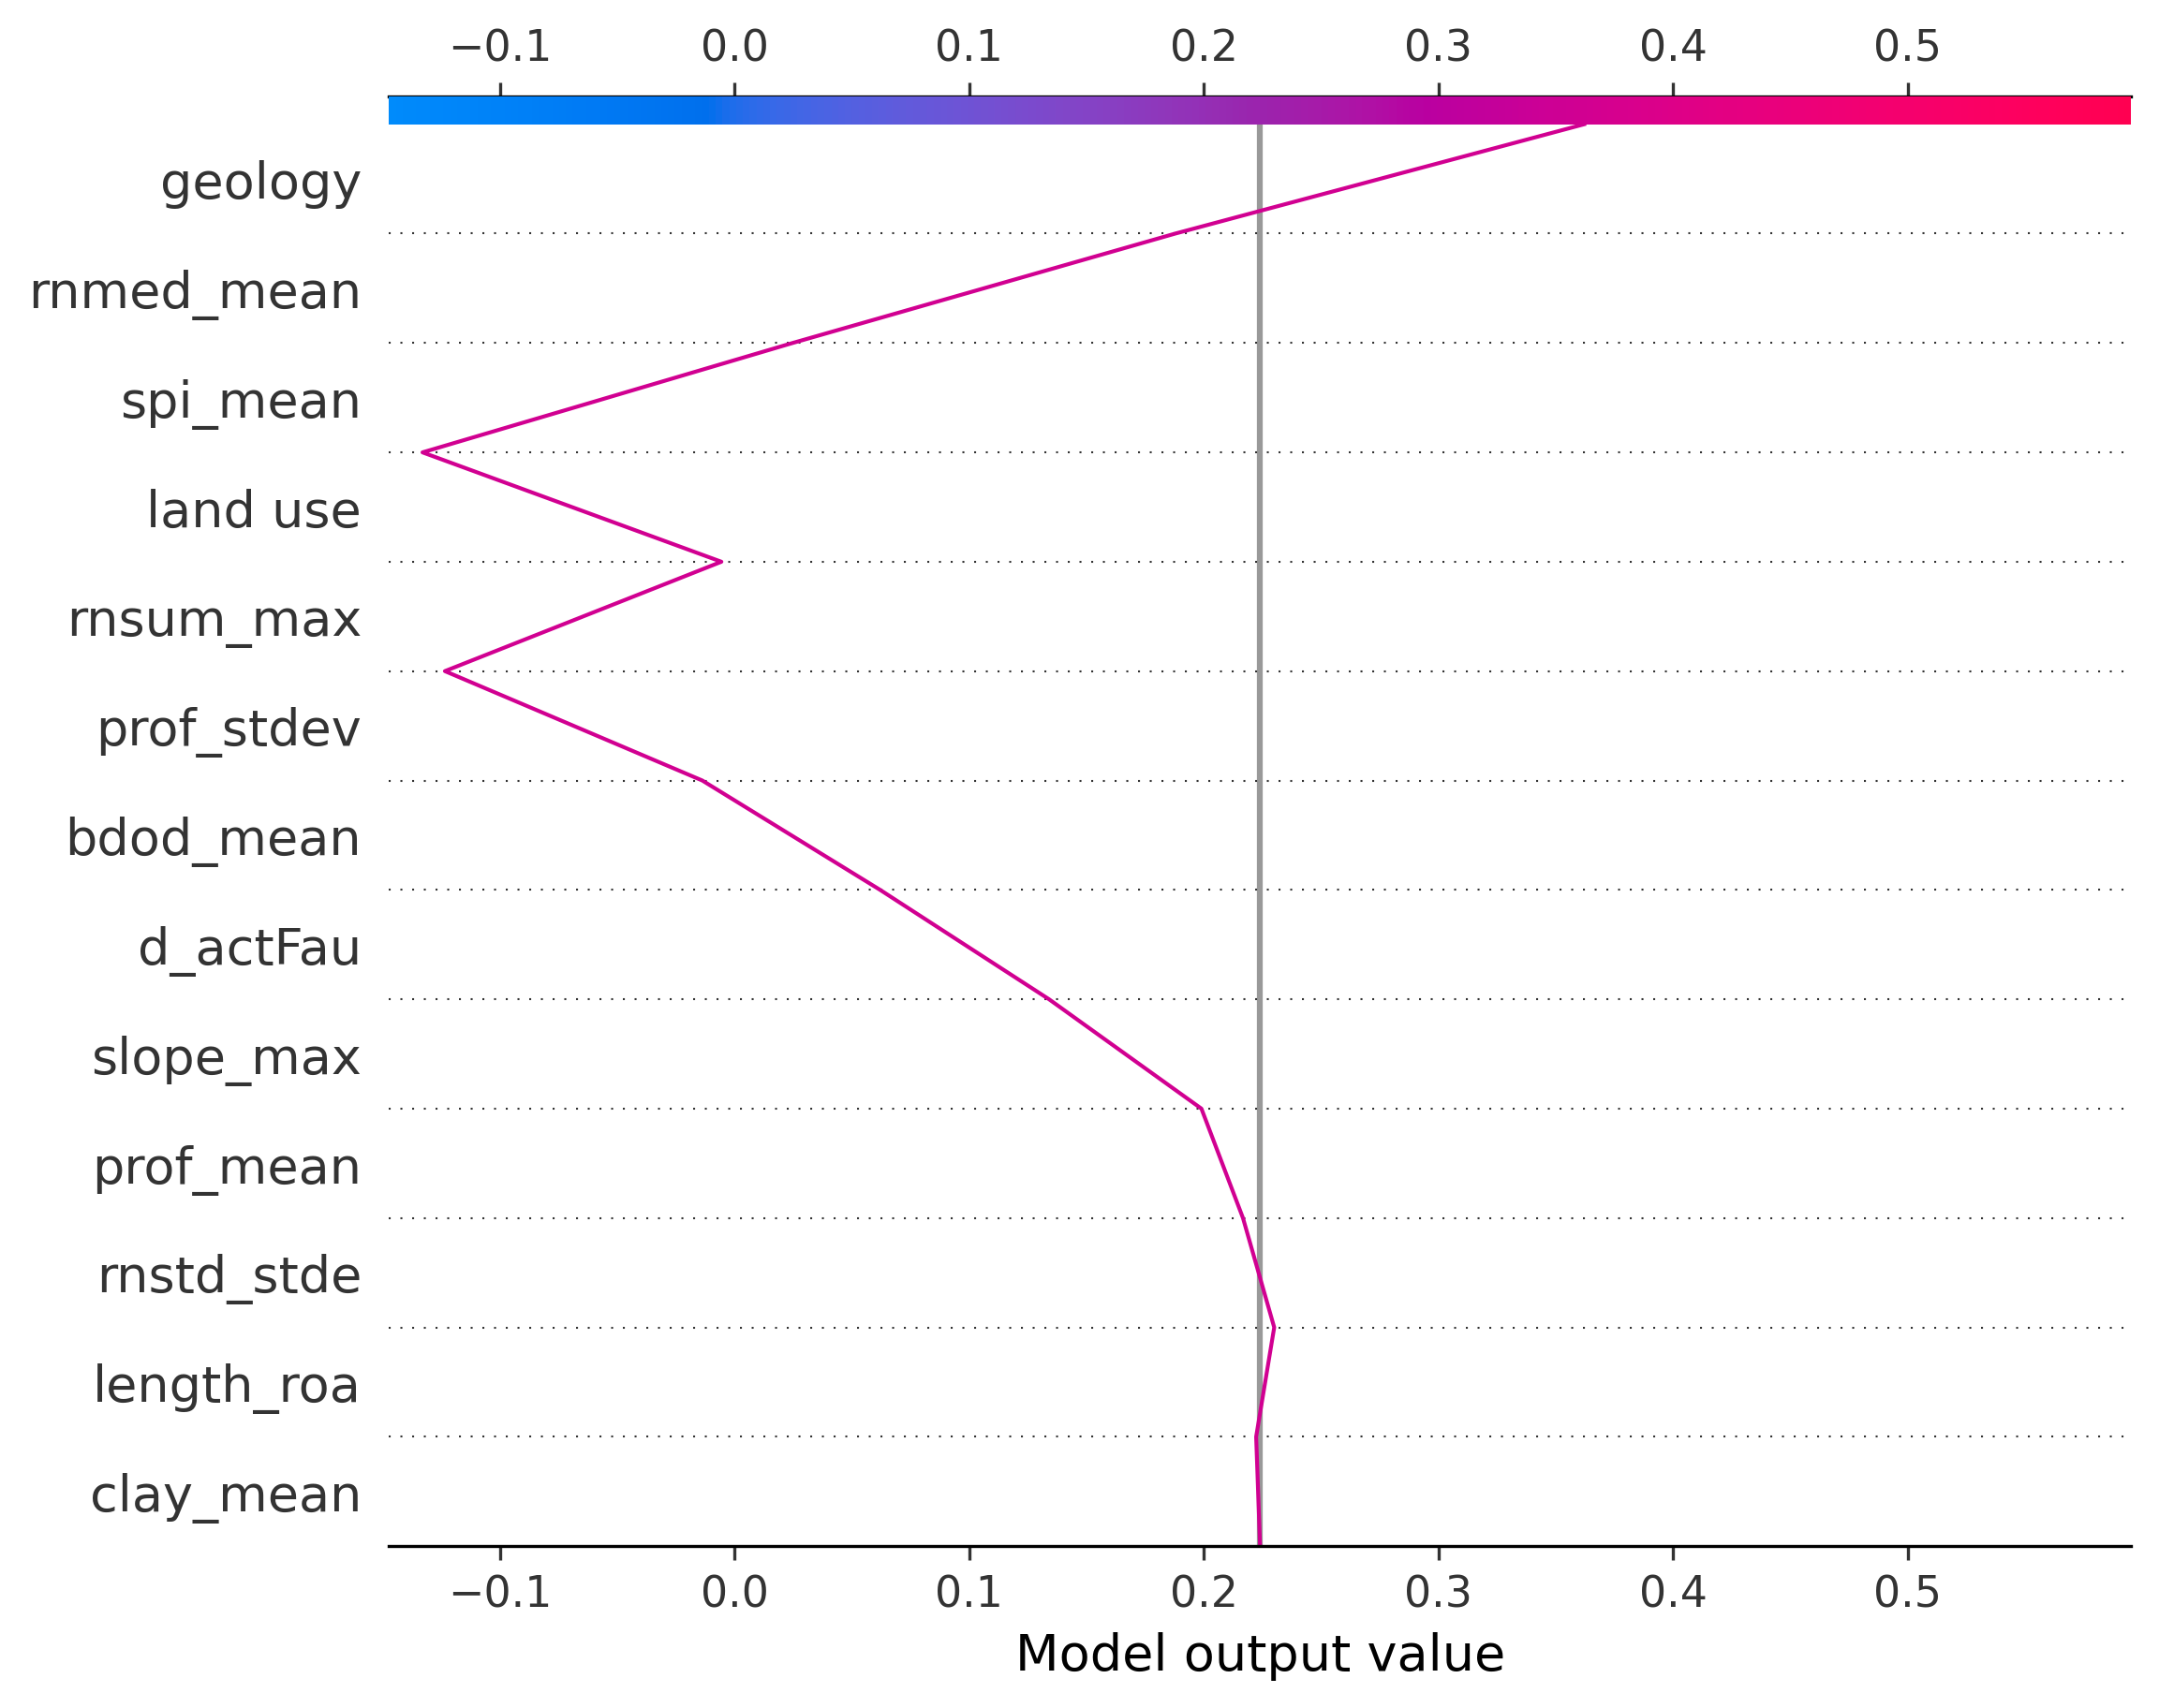 −0.1 0.0 0.1 0.2 0.3 0.4 0.5
geology
rnmed_mean
spi_mean
land use
rnsum_max
prof_stdev
bdod_mean
d_actFau
slope_max
prof_mean
rnstd_stde
length_roa
clay_mean
−0.1 0.0 0.1 0.2 0.3 0.4 0.5
Model output value